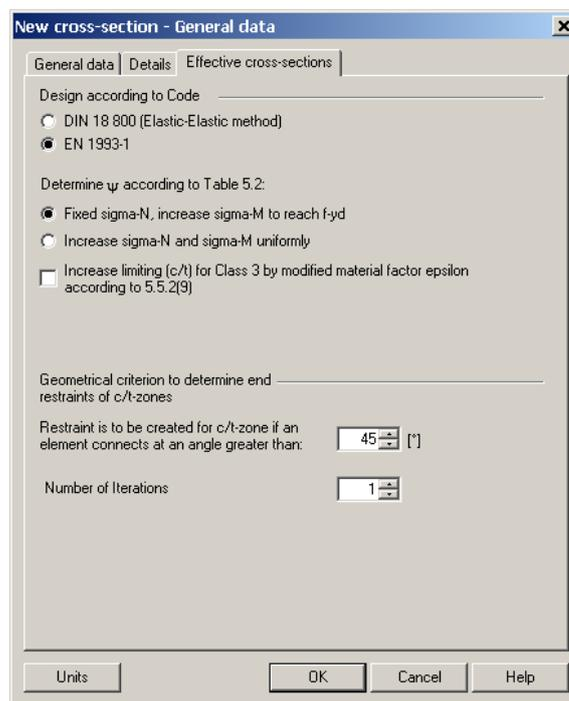 New cross-section - General data
General data
Details
Effective cross-sections
Design according to Code
DIN 18 800 (Elastic-Elastic method)
EN 1993-1
Determine ψ according to Table 5.2:
Fixed sigma-N, increase sigma-M to reach f-yd
Increase sigma-N and sigma-M uniformly
Increase limiting (c/t) for Class 3 by modified material factor epsilon
according to 5.5.2(9)
Geometrical criterion to determine end
restraints of c/t-zones
Restraint is to be created for c/t-zone if an
element connects at an angle greater than:
45 [°]
Number of Iterations
1
Units
OK
Cancel
Help